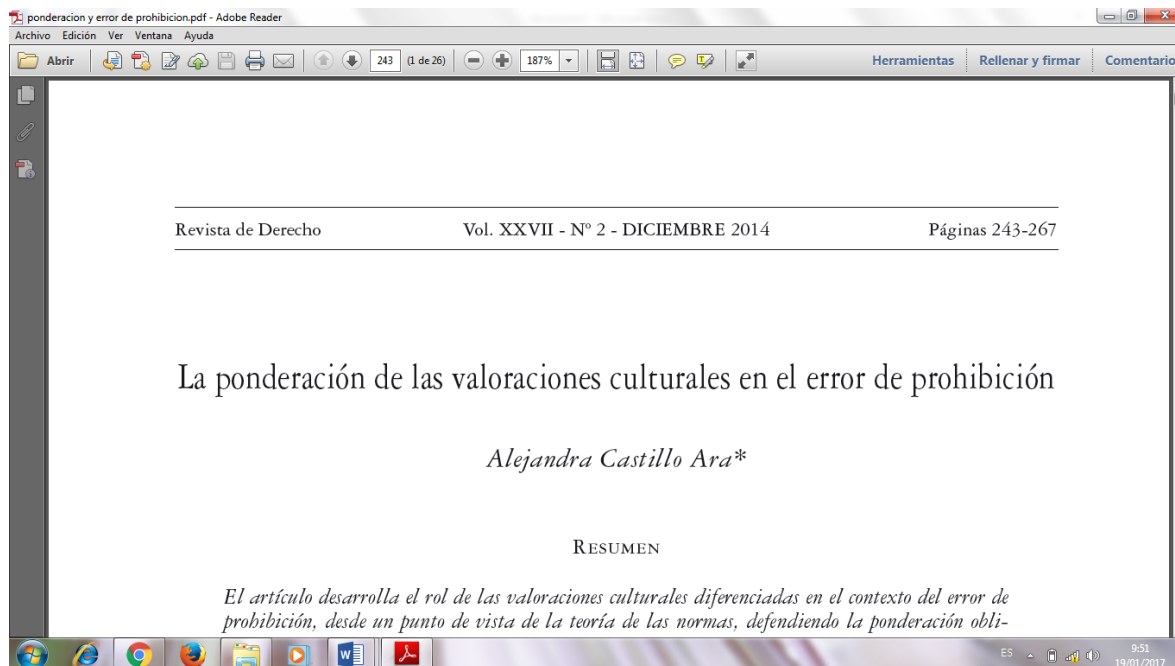 ponderacion y error de prohibicion.pdf - Adobe Reader
Archivo Edición Ver Ventana Ayuda
Abrir 243 (1 de 26) 187% Herramientas Rellenar y firmar Comentario
Revista de Derecho Vol. XXVII - Nº 2 - DICIEMBRE 2014 Páginas 243-267
La ponderación de las valoraciones culturales en el error de prohibición
Alejandra Castillo Ara*
RESUMEN
El artículo desarrolla el rol de las valoraciones culturales diferenciadas en el contexto del error de
prohibición, desde un punto de vista de la teoría de las normas, defendiendo la ponderación obli-
ES 9:51
19/01/2017